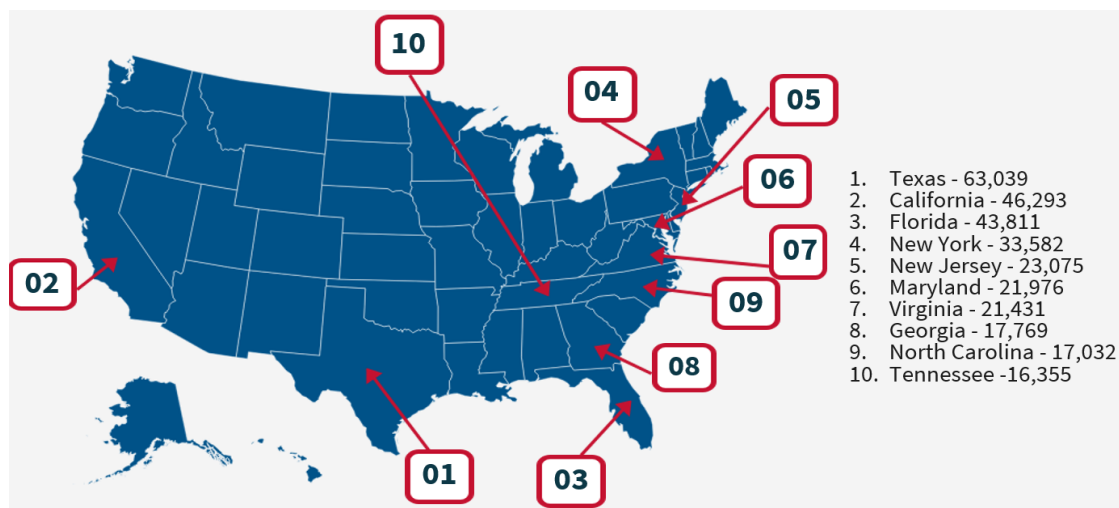 10
04
05
06
07
02
09
08
01
03
1. Texas - 63,039
2. California - 46,293
3. Florida - 43,811
4. New York - 33,582
5. New Jersey - 23,075
6. Maryland - 21,976
7. Virginia - 21,431
8. Georgia - 17,769
9. North Carolina - 17,032
10. Tennessee -16,355